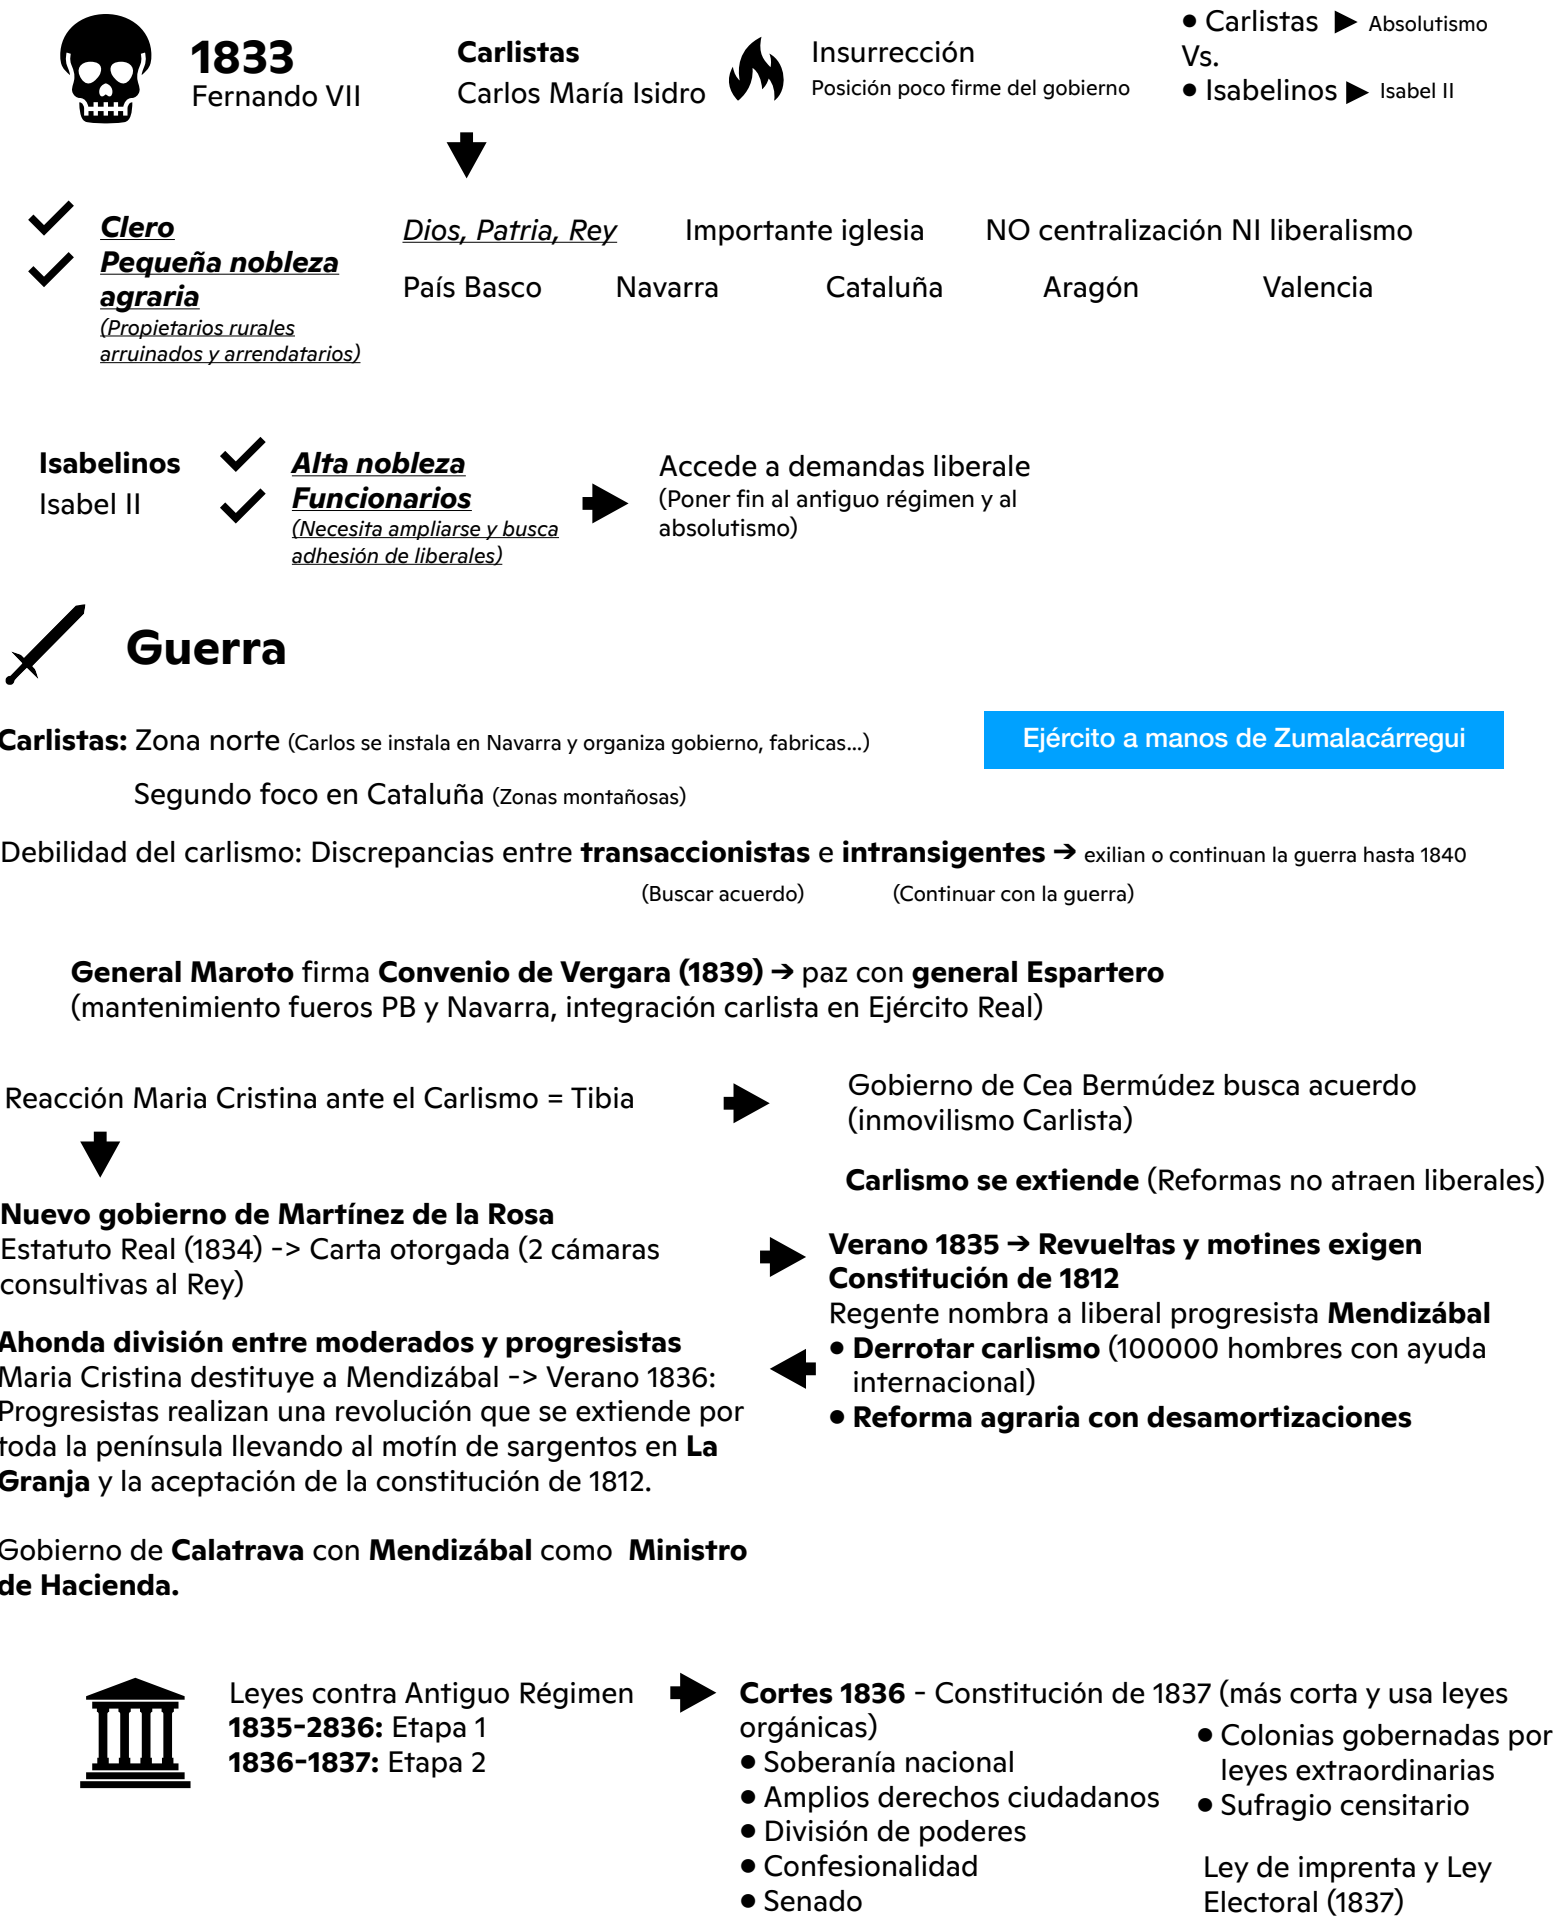 1833
Fernando VII
Carlistas
Carlos María Isidro
Insurrección
Posición poco firme del gobierno
• Carlistas ▶ Absolutismo
Vs.
• Isabelinos ▶ Isabel II
Clero
Pequeña nobleza
agraria
(Propietarios rurales
arruinados y arrendatarios)
Dios, Patria, Rey Importante iglesia NO centralización NI liberalismo
País Basco Navarra Cataluña Aragón Valencia
Isabelinos
Isabel II
Alta nobleza
Funcionarios
(Necesita ampliarse y busca
adhesión de liberales)
Accede a demandas liberale
(Poner fin al antiguo régimen y al
absolutismo)
Guerra
Carlistas: Zona norte (Carlos se instala en Navarra y organiza gobierno, fabricas...)
Ejército a manos de Zumalacárregui
Segundo foco en Cataluña (Zonas montañosas)
Debilidad del carlismo: Discrepancias entre transaccionistas e intransigentes → exilian o continuan la guerra hasta 1840
(Buscar acuerdo) (Continuar con la guerra)
General Maroto firma Convenio de Vergara (1839) → paz con general Espartero
(mantenimiento fueros PB y Navarra, integración carlista en Ejército Real)
Reacción Maria Cristina ante el Carlismo = Tibia
Gobierno de Cea Bermúdez busca acuerdo
(inmovilismo Carlista)
Carlismo se extiende (Reformas no atraen liberales)
Nuevo gobierno de Martínez de la Rosa
Estatuto Real (1834) -> Carta otorgada (2 cámaras
consultivas al Rey)
Verano 1835 → Revueltas y motines exigen
Constitución de 1812
Regente nombra a liberal progresista Mendizábal
• Derrotar carlismo (100000 hombres con ayuda
internacional)
• Reforma agraria con desamortizaciones
Ahonda división entre moderados y progresistas
Maria Cristina destituye a Mendizábal -> Verano 1836:
Progresistas realizan una revolución que se extiende por
toda la península llevando al motín de sargentos en La
Granja y la aceptación de la constitución de 1812.
Gobierno de Calatrava con Mendizábal como Ministro
de Hacienda.
Leyes contra Antiguo Régimen
1835-2836: Etapa 1
1836-1837: Etapa 2
Cortes 1836 - Constitución de 1837 (más corta y usa leyes
orgánicas)
• Soberanía nacional
• Amplios derechos ciudadanos
• División de poderes
• Confesionalidad
• Senado
• Colonias gobernadas por
leyes extraordinarias
• Sufragio censitario
Ley de imprenta y Ley
Electoral (1837)